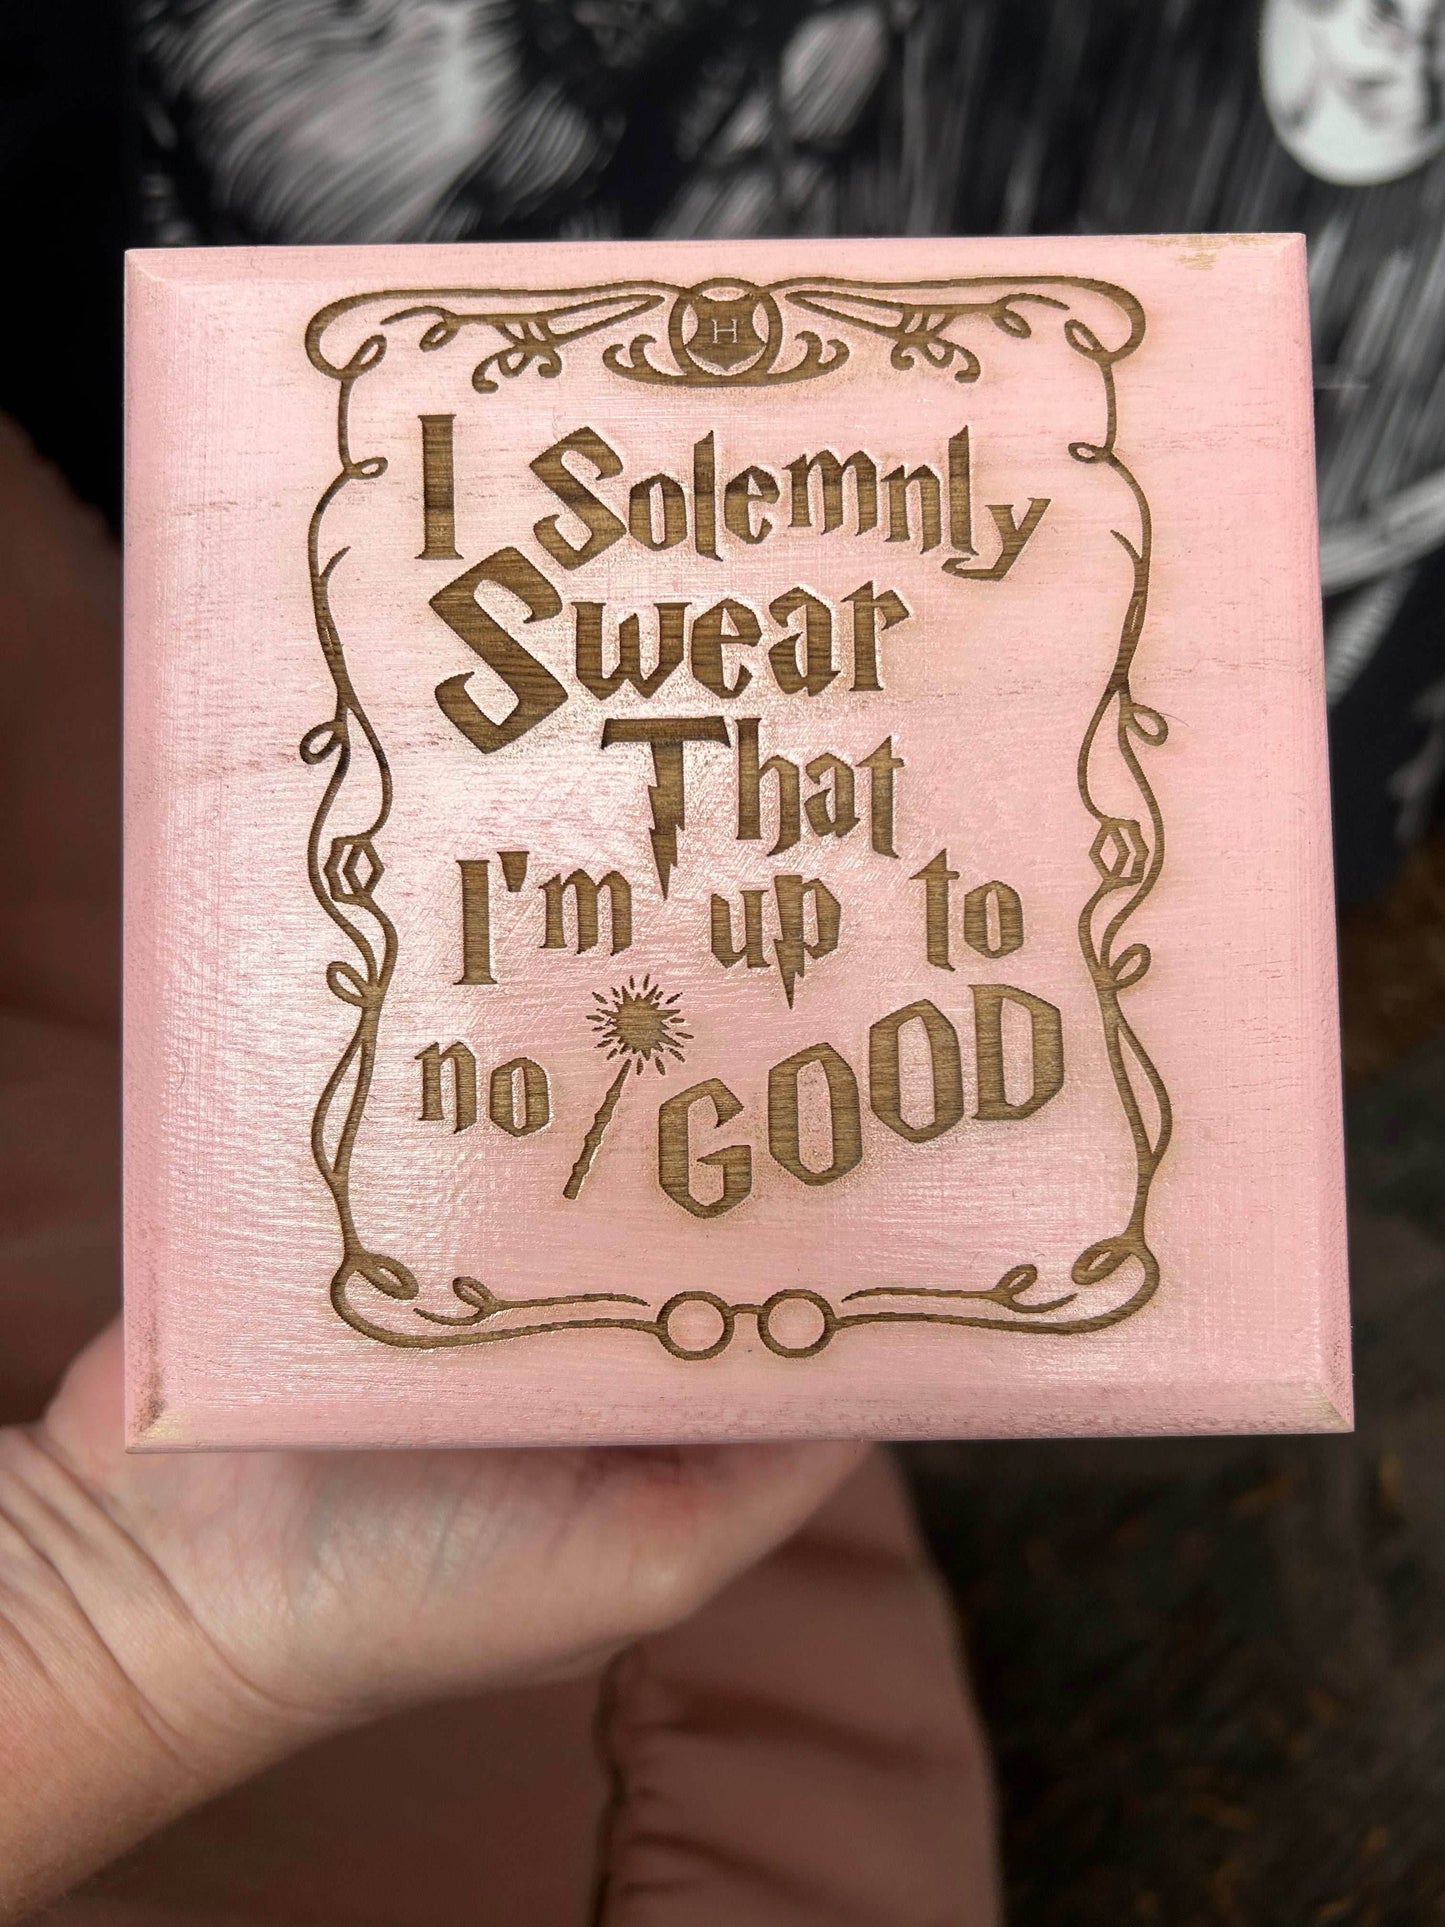 H
I Solemnly
Swear
That
I'm up to
no GOOD